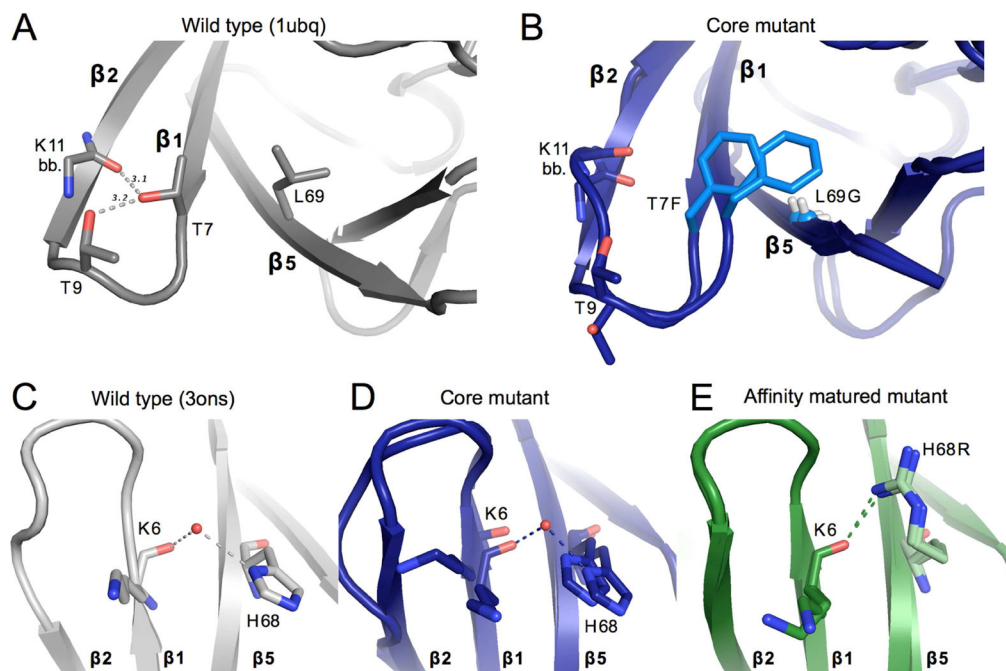 A
Wild type (1ubq)
β2
β1
K11
bb.
3.1
3.2
T7
T9
L69
β5
B
Core mutant
β2
β1
K11
bb.
T7F
L69G
β5
T9
C
Wild type (3ons)
K6
H68
β2
β1
β5
D
Core mutant
K6
H68
β2
β1
β5
E
Affinity matured mutant
H68R
K6
β2
β1
β5